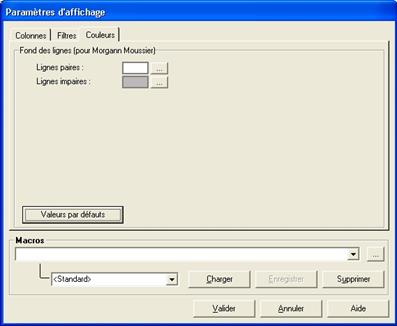 Paramètres d'affichage
Colonnes Filtres Couleurs
Fond des lignes (pour Morgann Moussier)
Lignes paires : ...
Lignes impaires : ...
Valeurs par défauts
Macros
...
<Standard> Charger Enregistrer Supprimer
Valider Annuler Aide